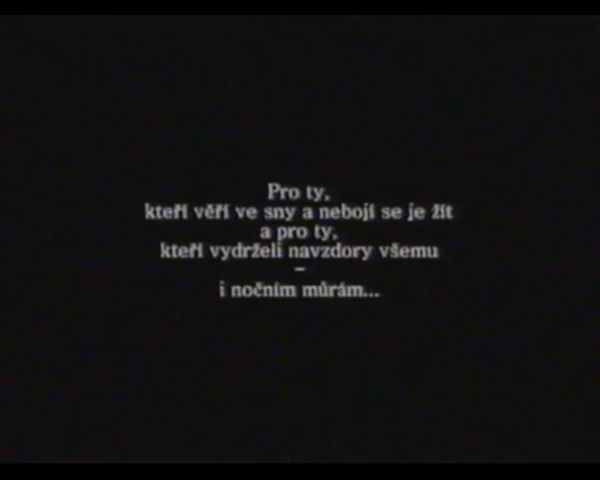 Pro ty,
kteří věří ve sny a nebojí se je žít
a pro ty,
kteří vydrželi navzdory všemu
–
i nočním můrám...